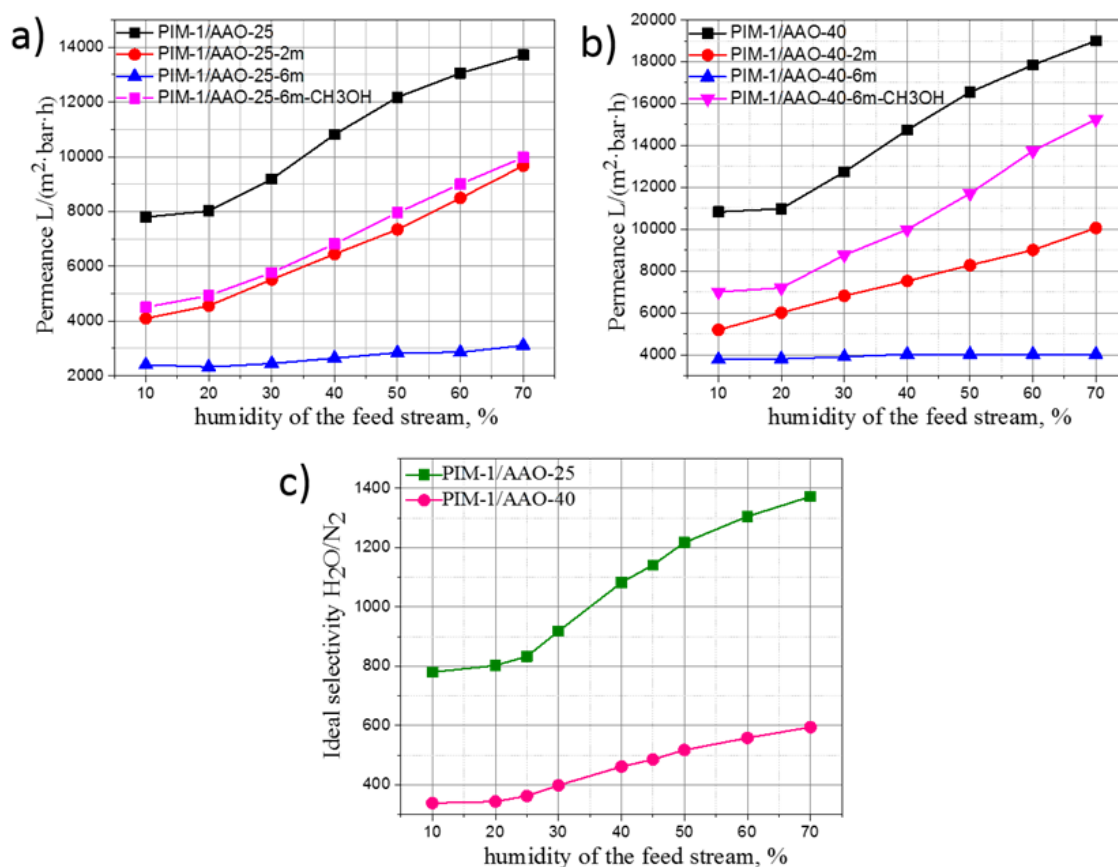 a)
PIM-1/AAO-25
PIM-1/AAO-25-2m
PIM-1/AAO-25-6m
PIM-1/AAO-25-6m-CH3OH
Permeance L/(m²·bar·h)
14000
12000
10000
8000
6000
4000
2000
10 20 30 40 50 60 70
humidity of the feed stream, %
b)
PIM-1/AAO-40
PIM-1/AAO-40-2m
PIM-1/AAO-40-6m
PIM-1/AAO-40-6m-CH3OH
Permeance L/(m²·bar·h)
20000
18000
16000
14000
12000
10000
8000
6000
4000
10 20 30 40 50 60 70
humidity of the feed stream, %
c)
PIM-1/AAO-25
PIM-1/AAO-40
Ideal selectivity H₂O/N₂
1400
1200
1000
800
600
400
10 20 30 40 50 60 70
humidity of the feed stream, %